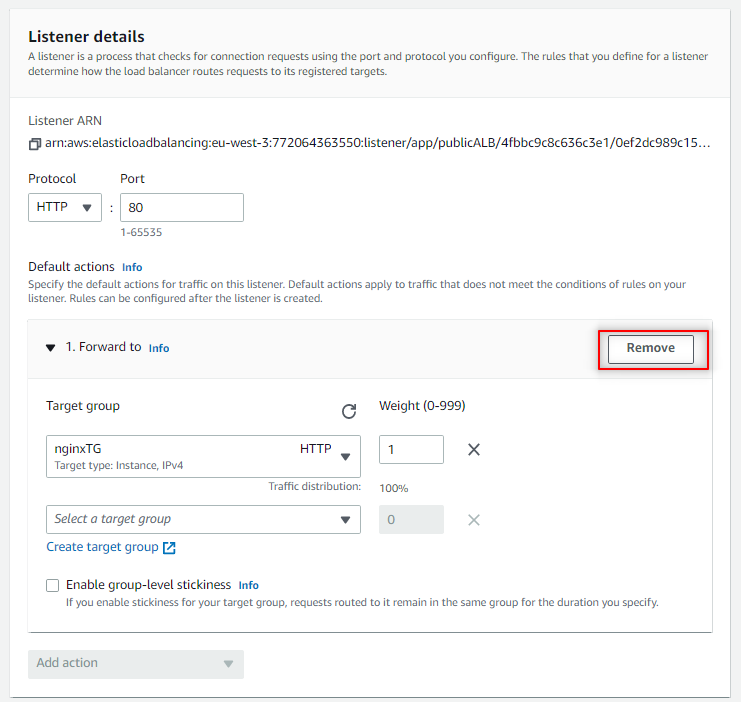 Listener details
A listener is a process that checks for connection requests using the port and protocol you configure. The rules that you define for a listener
determine how the load balancer routes requests to its registered targets.
Listener ARN
arn:aws:elasticloadbalancing:eu-west-3:772064363550:listener/app/publicALB/4fbbc9c8c636c3e1/0ef2dc989c15...
Protocol Port
HTTP : 80
1-65535
Default actions Info
Specify the default actions for traffic on this listener. Default actions apply to traffic that does not meet the conditions of rules on your
listener. Rules can be configured after the listener is created.
1. Forward to Info Remove
Target group Weight (0-999)
nginxTG HTTP 1
Target type: Instance, IPv4
Traffic distribution: 100%
Select a target group 0
Create target group
Enable group-level stickiness Info
If you enable stickiness for your target group, requests routed to it remain in the same group for the duration you specify.
Add action